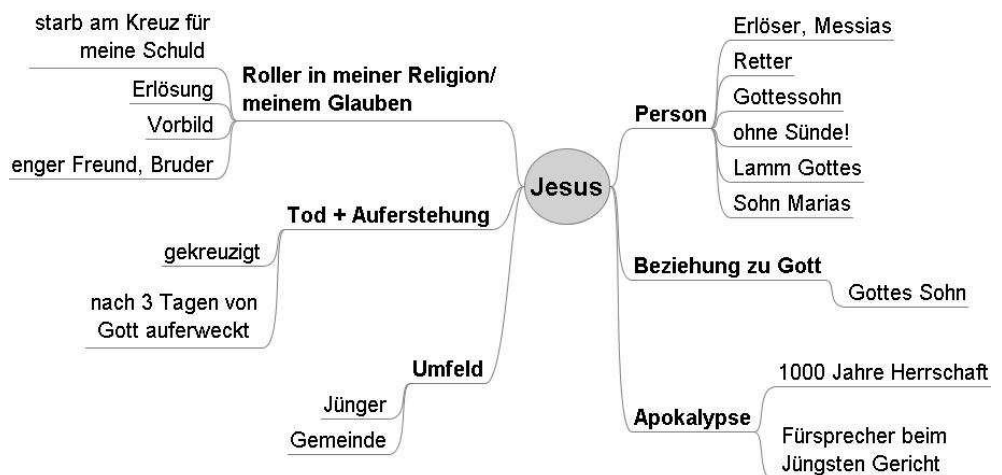 starb am Kreuz für
meine Schuld
Erlösung
Vorbild
enger Freund, Bruder
Roller in meiner Religion/
meinem Glauben
Tod + Auferstehung
gekreuzigt
nach 3 Tagen von
Gott auferweckt
Umfeld
Jünger
Gemeinde
Jesus
Person
Erlöser, Messias
Retter
Gottessohn
ohne Sünde!
Lamm Gottes
Sohn Marias
Beziehung zu Gott
Gottes Sohn
Apokalypse
1000 Jahre Herrschaft
Fürsprecher beim
Jüngsten Gericht